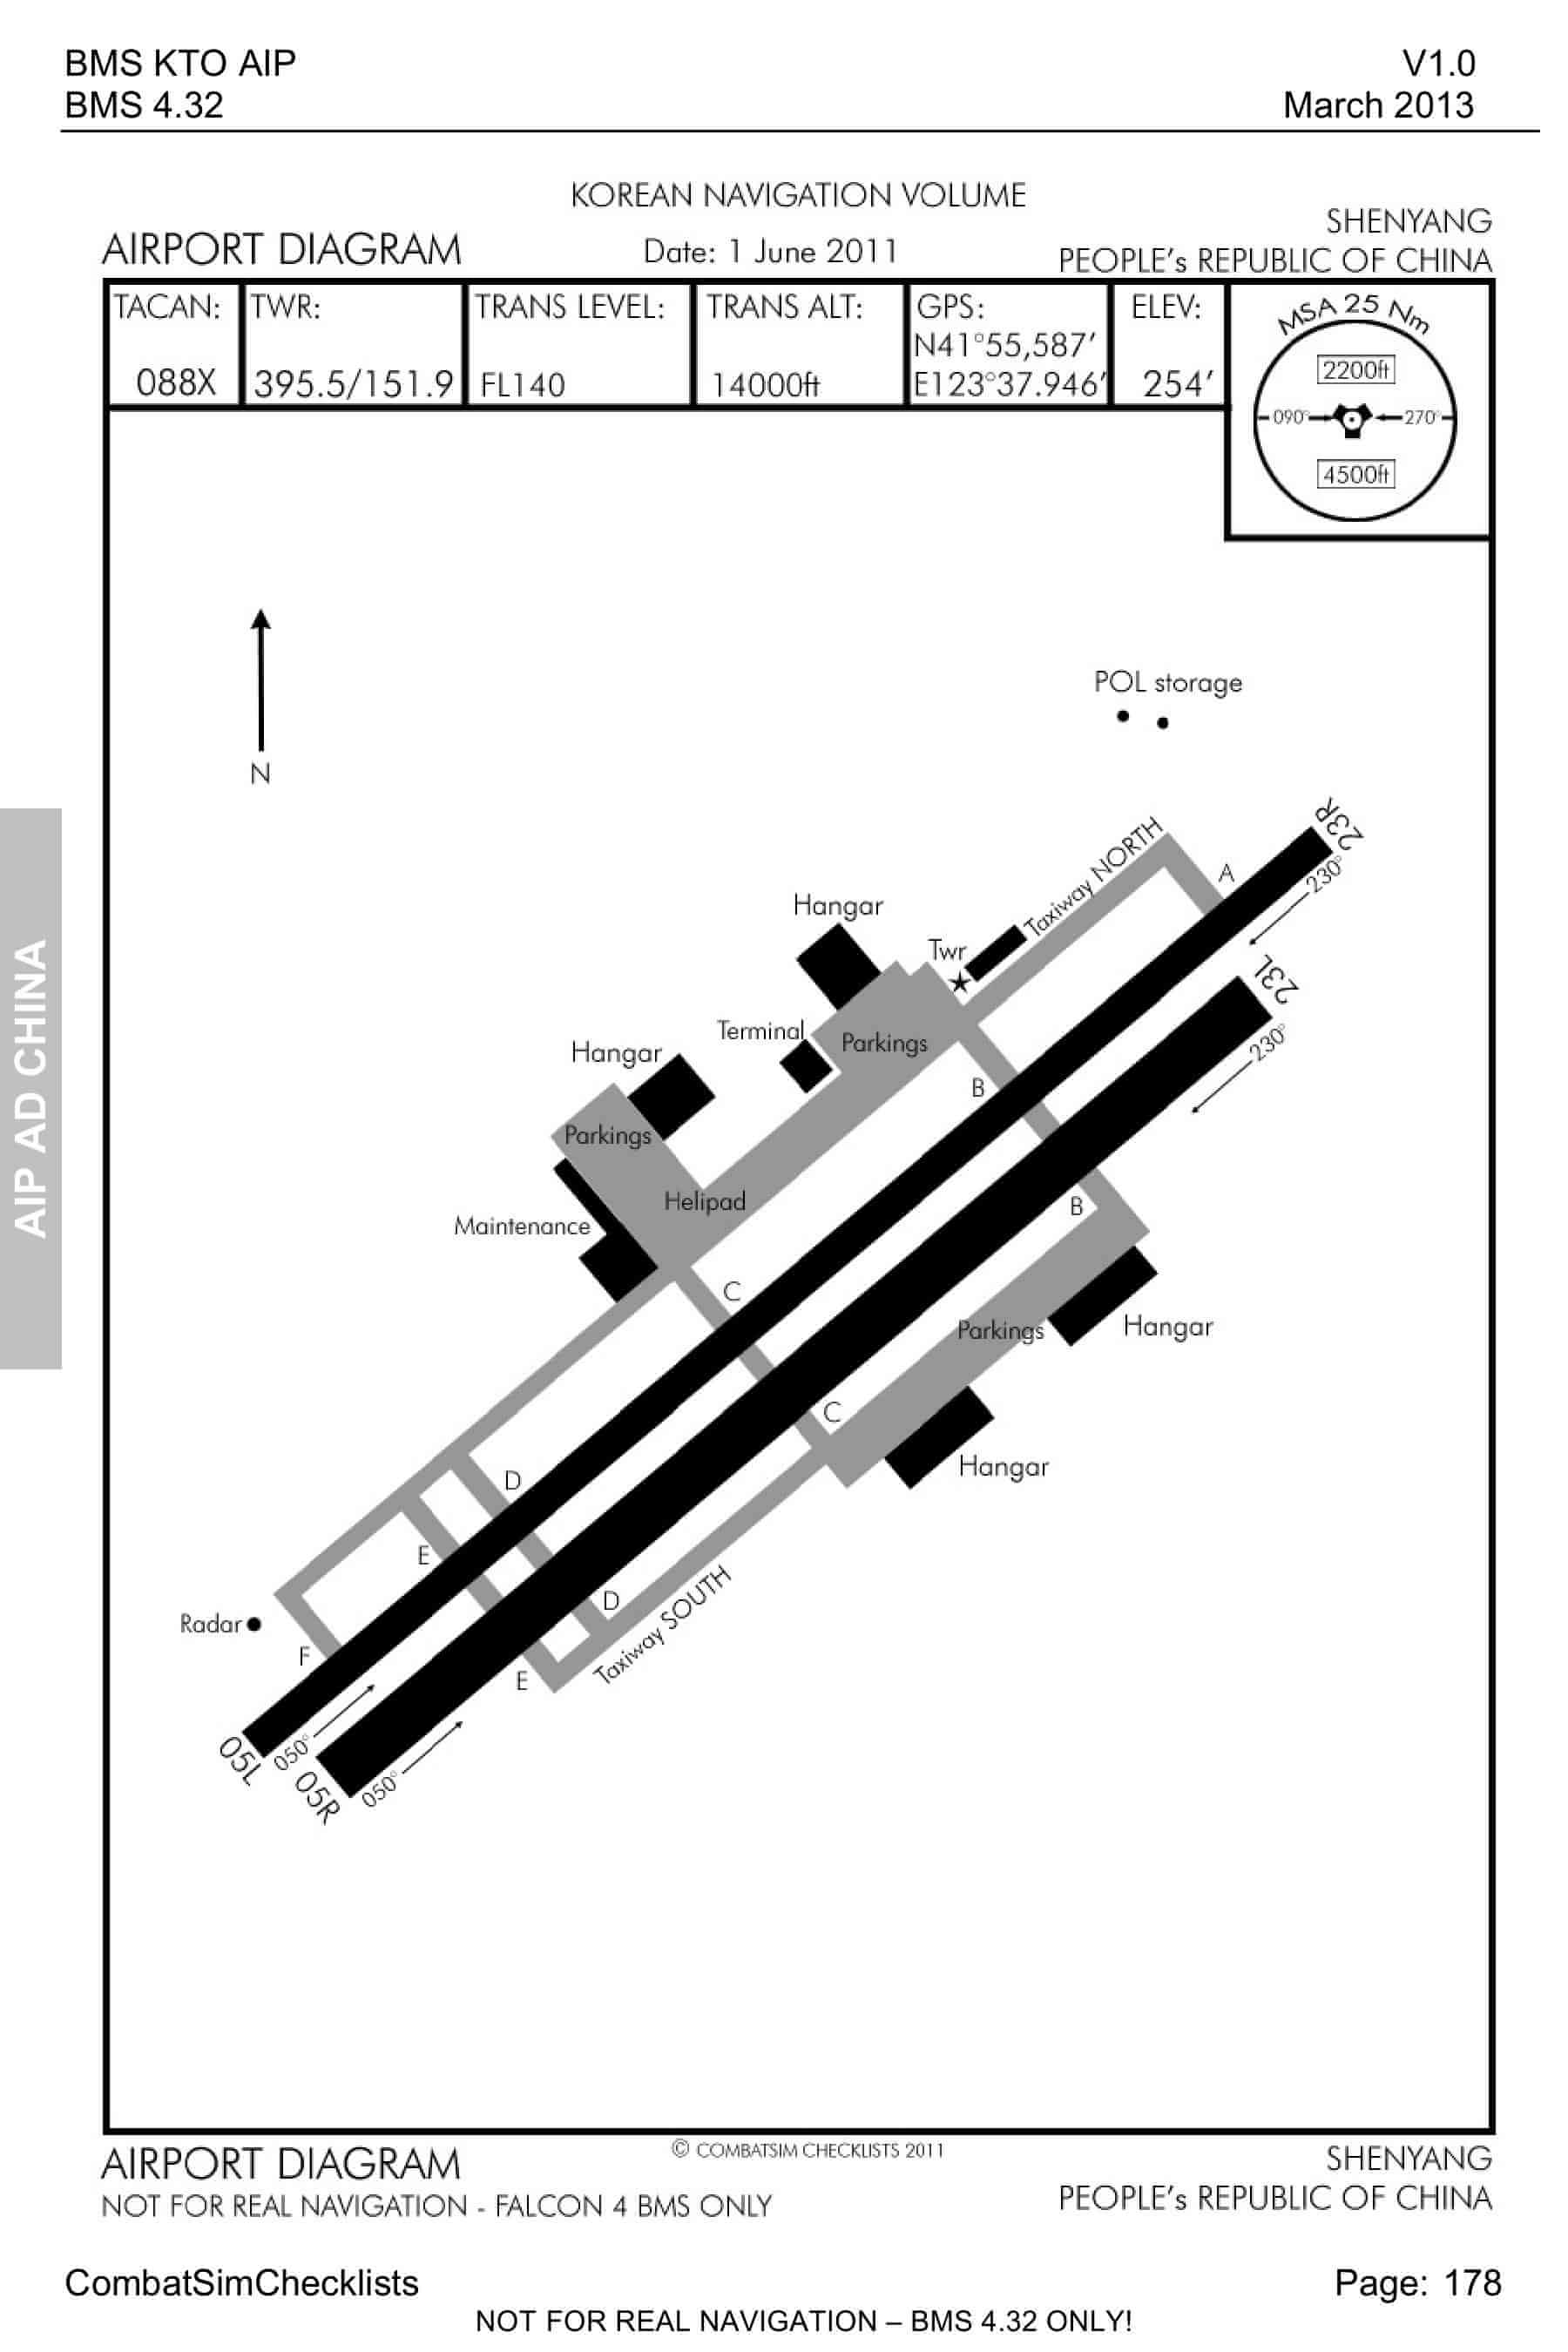 BMS KTO AIP
V1.0
BMS 4.32
March 2013
KOREAN NAVIGATION VOLUME
SHENYANG
AIRPORT DIAGRAM
Date: 1 June 2011
PEOPLE's REPUBLIC OF CHINA
TACAN:
088X
TWR:
395.5/151.9
TRANS LEVEL:
FL140
TRANS ALT:
14000ft
GPS:
N41°55,587'
E123°37.946'
ELEV:
254'
MSA 25 Nm
2200ft
090°
270°
4500ft
N
POL storage
23R
230°
Taxiway NORTH
A
Hangar
Twr
23L
230°
Terminal
Parkings
Hangar
B
Parkings
Helipad
B
Maintenance
C
Parkings
Hangar
C
Hangar
D
E
D
Taxiway SOUTH
Radar
F
E
05L
050°
05R
050°
AIP AD CHINA
AIRPORT DIAGRAM
© COMBATSIM CHECKLISTS 2011
SHENYANG
NOT FOR REAL NAVIGATION - FALCON 4 BMS ONLY
PEOPLE's REPUBLIC OF CHINA
CombatSimChecklists
Page: 178
NOT FOR REAL NAVIGATION – BMS 4.32 ONLY!